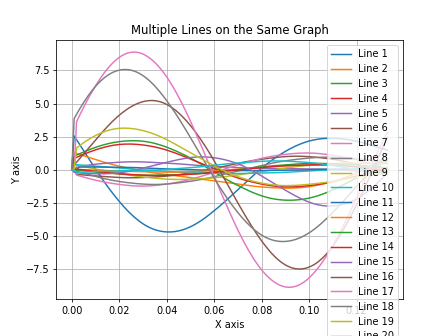 Multiple Lines on the Same Graph
7.5
5.0
2.5
0.0
−2.5
−5.0
−7.5
Y axis
0.00
0.02
0.04
0.06
0.08
0.10
X axis
Line 1
Line 2
Line 3
Line 4
Line 5
Line 6
Line 7
Line 8
Line 9
Line 10
Line 11
Line 12
Line 13
Line 14
Line 15
Line 16
Line 17
Line 18
Line 19
Line 20